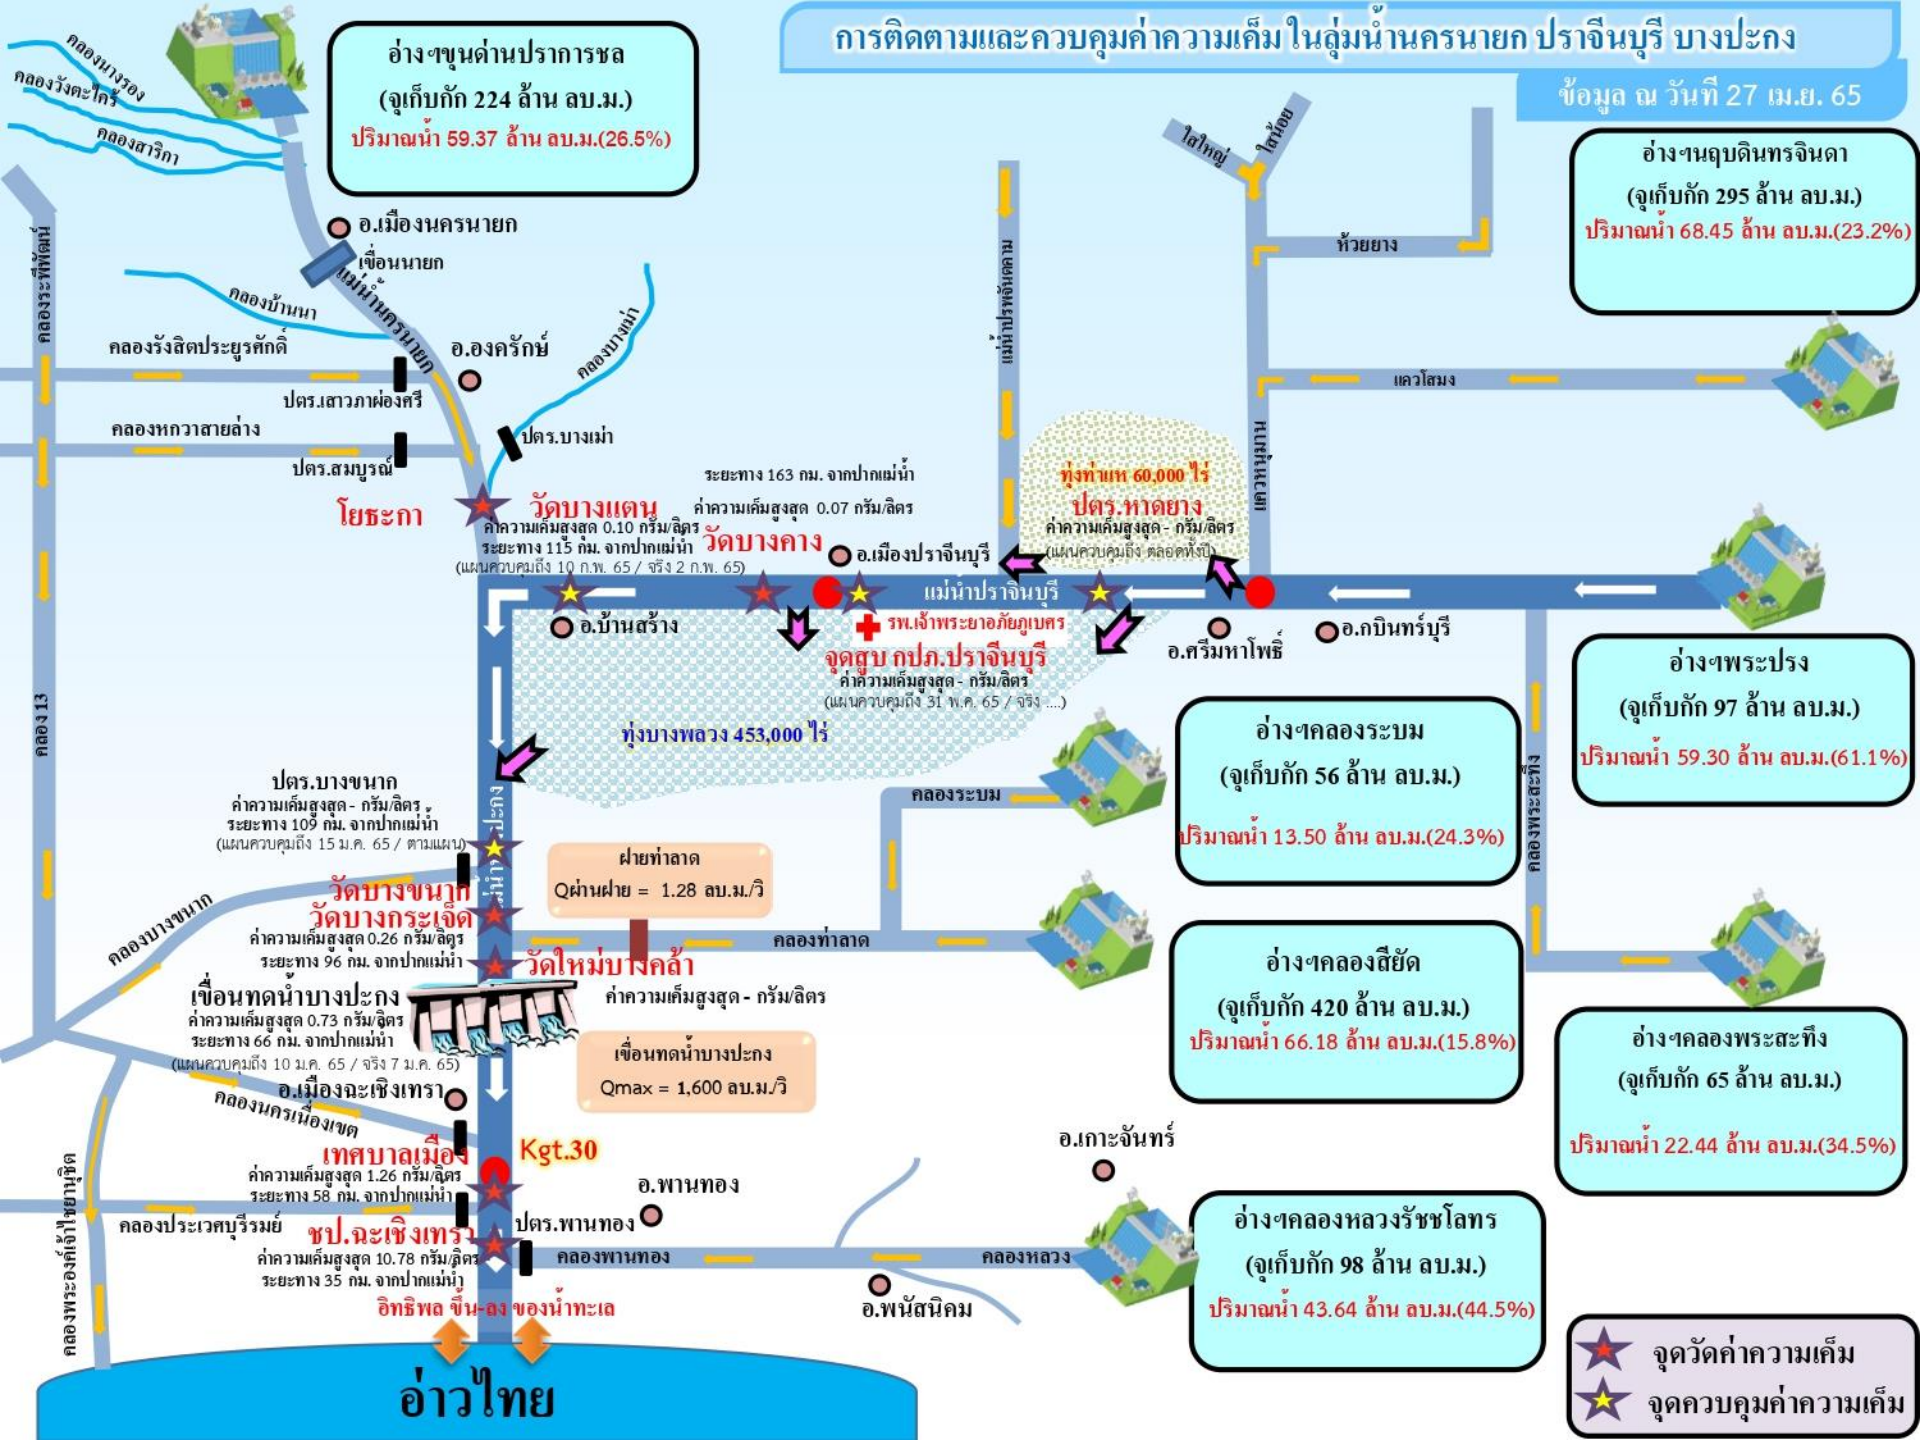 การติดตามและควบคุมค่าความเค็ม ในลุ่มน้ำนครนายก ปราจีนบุรี บางปะกง
ข้อมูล ณ วันที่ 27 เม.ย. 65
อ่างฯขุนด่านปราการชล
(จุเก็บกัก 224 ล้าน ลบ.ม.)
ปริมาณน้ำ 59.37 ล้าน ลบ.ม.(26.5%)
คลองนางรอง
คลองวังตะไคร้
คลองสาริกา
อ.เมืองนครนายก
เขื่อนนายก
แม่น้ำนครนายก
คลองบ้านนา
คลองระพีพัฒน์
คลองรังสิตประยูรศักดิ์
อ.องครักษ์
คลองบางเม่า
ปตร.เสาวภาผ่องศรี
คลองหกวาสายล่าง
ปตร.บางเม่า
ปตร.สมบูรณ์
ใสใหญ่
ใสน้อย
ห้วยยาง
แควโสมง
แควหนุมาน
อ่างฯนฤบดินทรจินดา
(จุเก็บกัก 295 ล้าน ลบ.ม.)
ปริมาณน้ำ 68.45 ล้าน ลบ.ม.(23.2%)
ระยะทาง 163 กม. จากปากแม่น้ำ
ค่าความเค็มสูงสุด 0.07 กรัม/ลิตร
วัดบางคาง
โยธะกา
วัดบางแตน
ค่าความเค็มสูงสุด 0.10 กรัม/ลิตร
ระยะทาง 115 กม. จากปากแม่น้ำ
(แผนควบคุมถึง 10 ก.พ. 65 / จริง 2 ก.พ. 65)
ทุ่งท่าแห 60,000 ไร่
ปตร.หาดยาง
ค่าความเค็มสูงสุด - กรัม/ลิตร
(แผนควบคุมถึง ตลอดทั้งปี)
อ.เมืองปราจีนบุรี
แม่น้ำปราจีนบุรี
อ.บ้านสร้าง
รพ.เจ้าพระยาอภัยภูเบศร
จุดสูบ กปภ.ปราจีนบุรี
ค่าความเค็มสูงสุด - กรัม/ลิตร
(แผนควบคุมถึง 31 พ.ค. 65 / จริง ....)
อ.ศรีมหาโพธิ์
อ.กบินทร์บุรี
ทุ่งบางพลวง 453,000 ไร่
คลอง 13
อ่างฯพระปรง
(จุเก็บกัก 97 ล้าน ลบ.ม.)
ปริมาณน้ำ 59.30 ล้าน ลบ.ม.(61.1%)
อ่างฯคลองระบม
(จุเก็บกัก 56 ล้าน ลบ.ม.)
ปริมาณน้ำ 13.50 ล้าน ลบ.ม.(24.3%)
คลองระบม
คลองพระสะทึง
ปตร.บางขนาก
ค่าความเค็มสูงสุด - กรัม/ลิตร
ระยะทาง 109 กม. จากปากแม่น้ำ
(แผนควบคุมถึง 15 ม.ค. 65 / ตามแผน)
วัดบางขนาก
วัดบางกระเจ็ด
ค่าความเค็มสูงสุด 0.26 กรัม/ลิตร
ระยะทาง 96 กม. จากปากแม่น้ำ
คลองบางขนาก
ฝายท่าลาด
Qผ่านฝาย = 1.28 ลบ.ม./วิ
คลองท่าลาด
วัดใหม่บางคล้า
ค่าความเค็มสูงสุด - กรัม/ลิตร
อ่างฯคลองสียัด
(จุเก็บกัก 420 ล้าน ลบ.ม.)
ปริมาณน้ำ 66.18 ล้าน ลบ.ม.(15.8%)
เขื่อนทดน้ำบางปะกง
ค่าความเค็มสูงสุด 0.73 กรัม/ลิตร
ระยะทาง 66 กม. จากปากแม่น้ำ
(แผนควบคุมถึง 10 ม.ค. 65 / จริง 7 ม.ค. 65)
เขื่อนทดน้ำบางปะกง
Qmax = 1,600 ลบ.ม./วิ
อ่างฯคลองพระสะทึง
(จุเก็บกัก 65 ล้าน ลบ.ม.)
ปริมาณน้ำ 22.44 ล้าน ลบ.ม.(34.5%)
อ.เมืองฉะเชิงเทรา
คลองนครเนื่องเขต
Kgt.30
เทศบาลเมือง
ค่าความเค็มสูงสุด 1.26 กรัม/ลิตร
ระยะทาง 58 กม. จากปากแม่น้ำ
อ.เกาะจันทร์
อ.พานทอง
คลองพระองค์เจ้าไชยานุชิต
คลองประเวศบุรีรมย์
ชป.ฉะเชิงเทรา
ค่าความเค็มสูงสุด 10.78 กรัม/ลิตร
ระยะทาง 35 กม. จากปากแม่น้ำ
ปตร.พานทอง
คลองพานทอง
คลองหลวง
อ.พนัสนิคม
อ่างฯคลองหลวงรัชชโลทร
(จุเก็บกัก 98 ล้าน ลบ.ม.)
ปริมาณน้ำ 43.64 ล้าน ลบ.ม.(44.5%)
อิทธิพล ขึ้น-ลง ของน้ำทะเล
อ่าวไทย
จุดวัดค่าความเค็ม
จุดควบคุมค่าความเค็ม